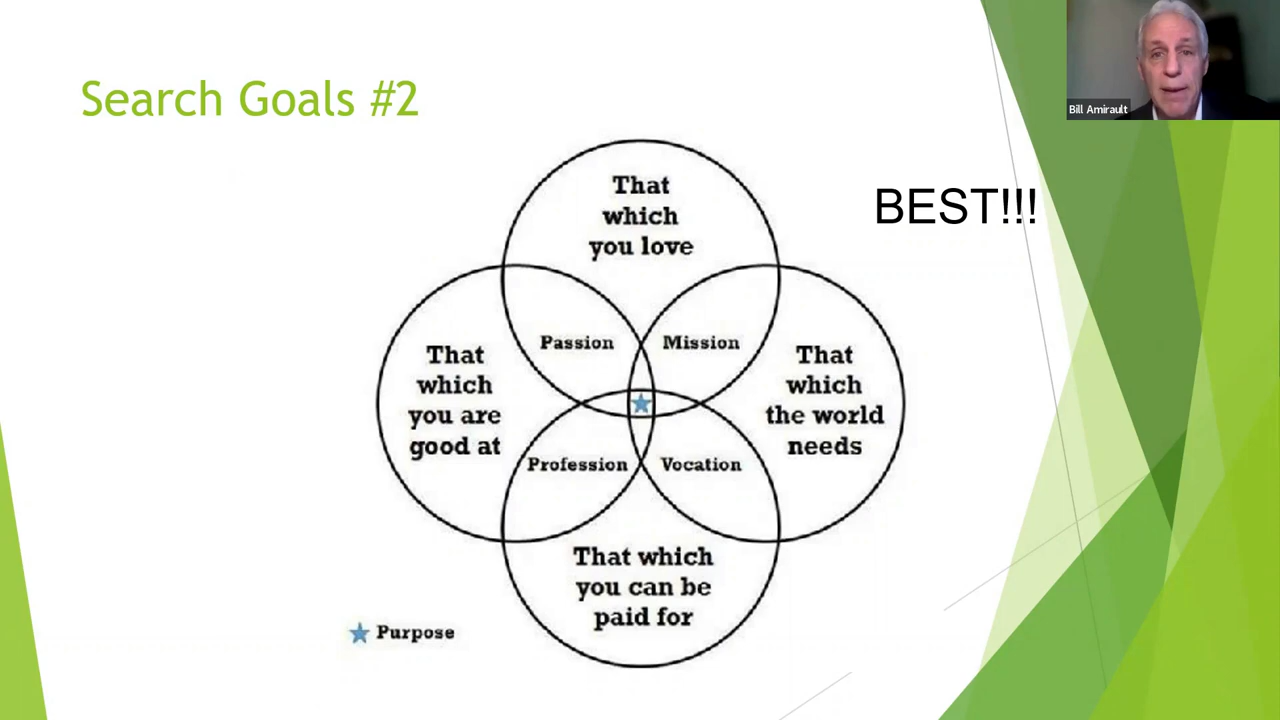 Search Goals #2
Bill Amirault
BEST!!!
That
which
you love
Passion
Mission
That
which
you are
good at
That
which
the world
needs
Profession
Vocation
That which
you can be
paid for
Purpose